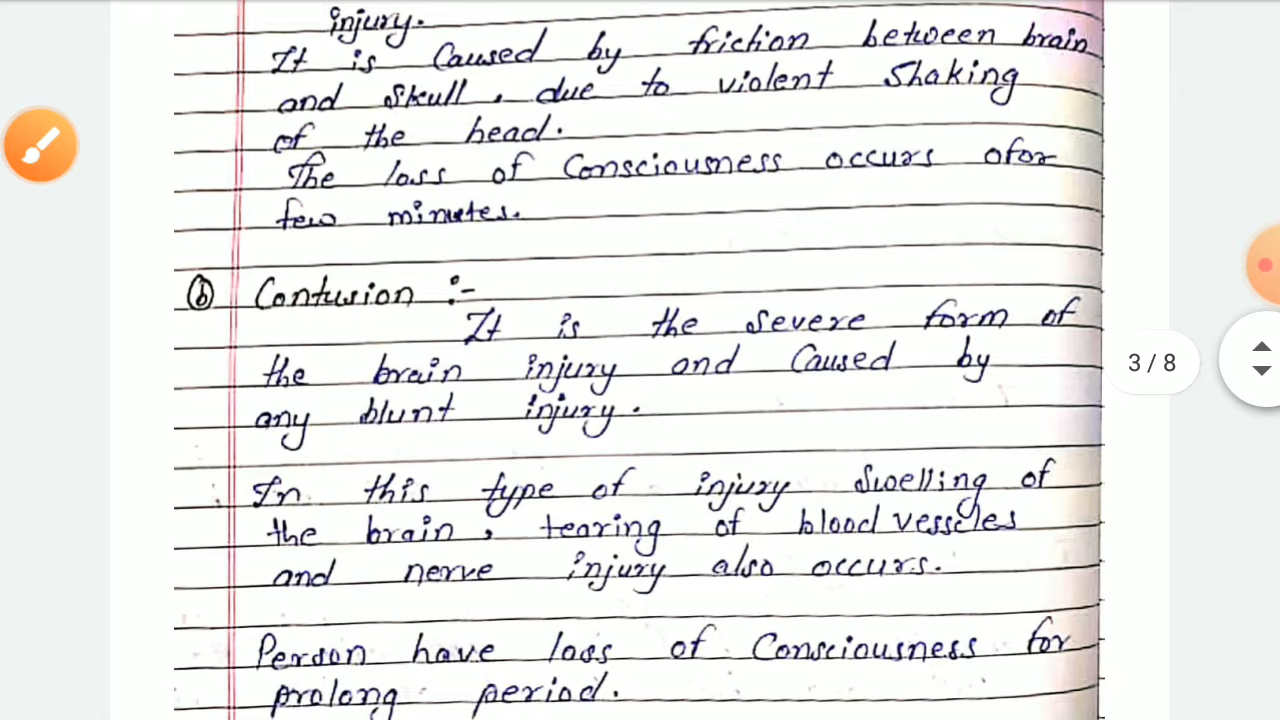 injury.
It is Caused by friction between brain
and Skull, due to violent Shaking
of the head.
The loss of Consciousness occurs ofor
few minutes.
ⓑ Contusion :-
It is the severe form of
the brain injury and Caused by
any blunt injury.
In this type of injury Swelling of
the brain, tearing of blood vesseles
and nerve injury also occurs.
3 / 8
Person have loss of Consciousness for
prolong period.